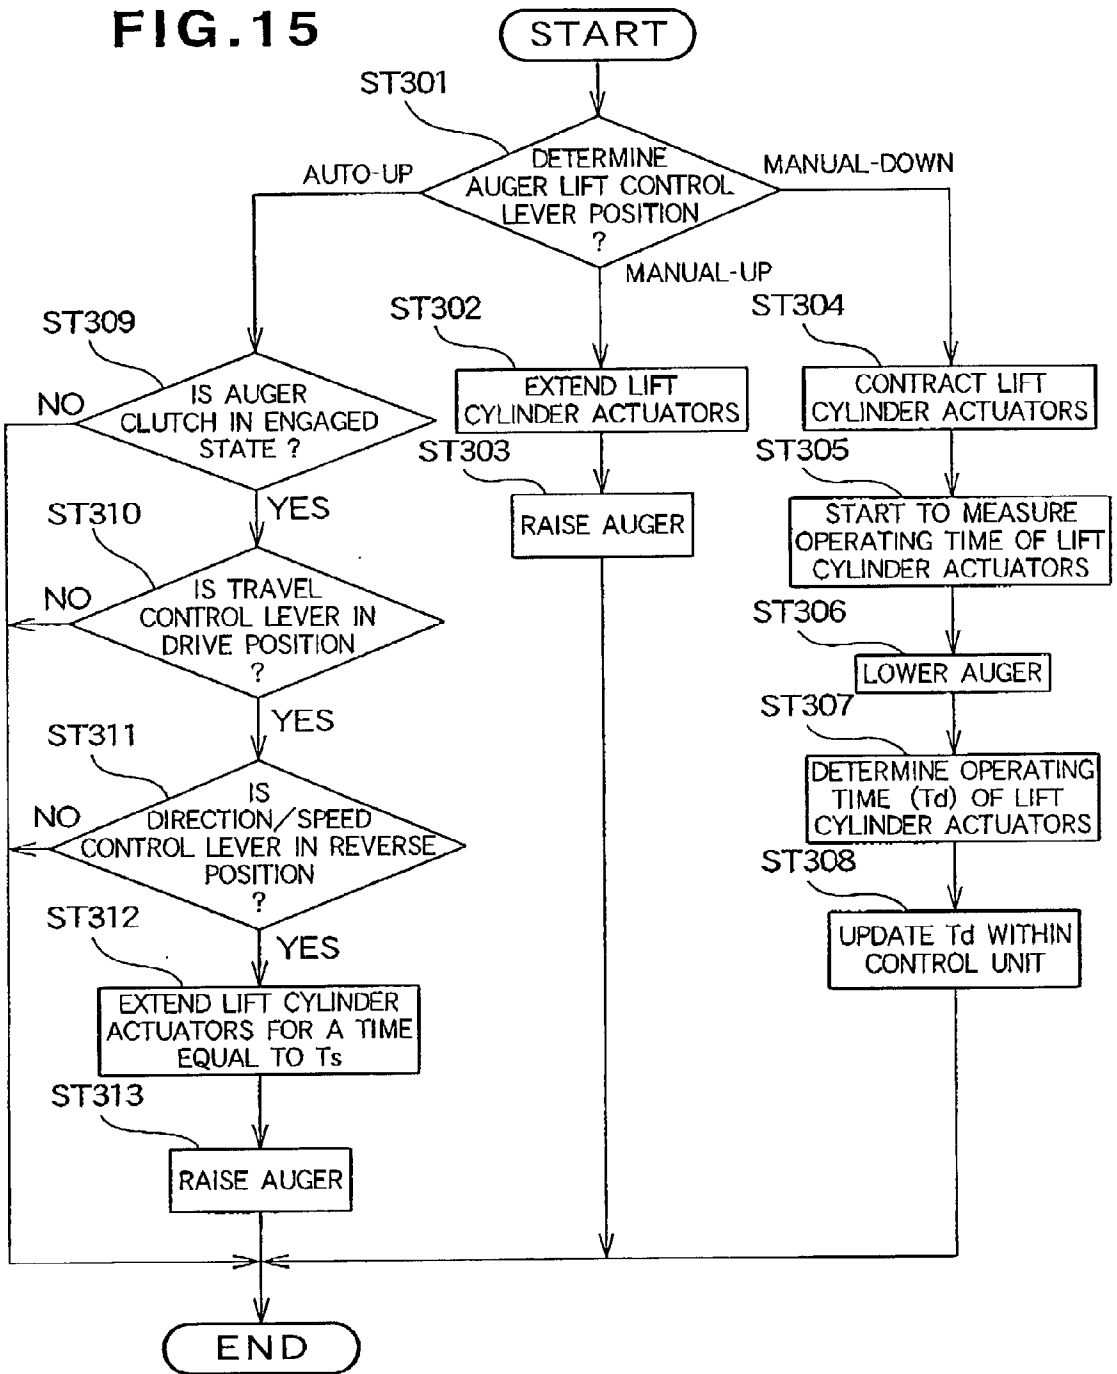 FIG.15
START
ST301
DETERMINE
AUGER LIFT CONTROL
LEVER POSITION
?
AUTO-UP
MANUAL-DOWN
MANUAL-UP
ST309
IS AUGER
CLUTCH IN ENGAGED
STATE ?
NO
YES
ST310
IS TRAVEL
CONTROL LEVER IN
DRIVE POSITION
?
NO
YES
ST311
IS
DIRECTION/SPEED
CONTROL LEVER IN REVERSE
POSITION
?
NO
YES
ST312
EXTEND LIFT CYLINDER
ACTUATORS FOR A TIME
EQUAL TO Ts
ST313
RAISE AUGER
ST302
EXTEND LIFT
CYLINDER ACTUATORS
ST303
RAISE AUGER
ST304
CONTRACT LIFT
CYLINDER ACTUATORS
ST305
START TO MEASURE
OPERATING TIME OF LIFT
CYLINDER ACTUATORS
ST306
LOWER AUGER
ST307
DETERMINE OPERATING
TIME (Td) OF LIFT
CYLINDER ACTUATORS
ST308
UPDATE Td WITHIN
CONTROL UNIT
END